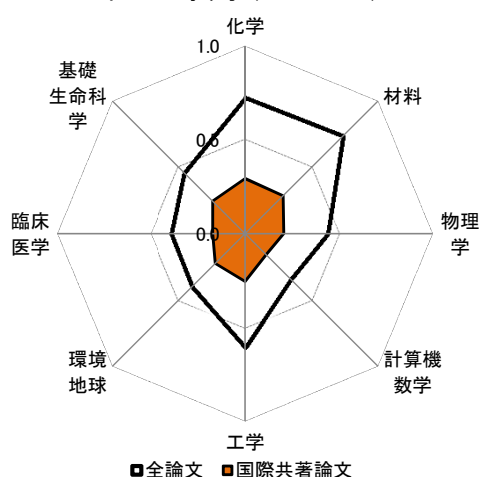 化学
1.0
基礎
生命科
学
材料
0.5
臨床
医学
0.0
物理
学
環境
地球
計算機
数学
工学
全論文 国際共著論文